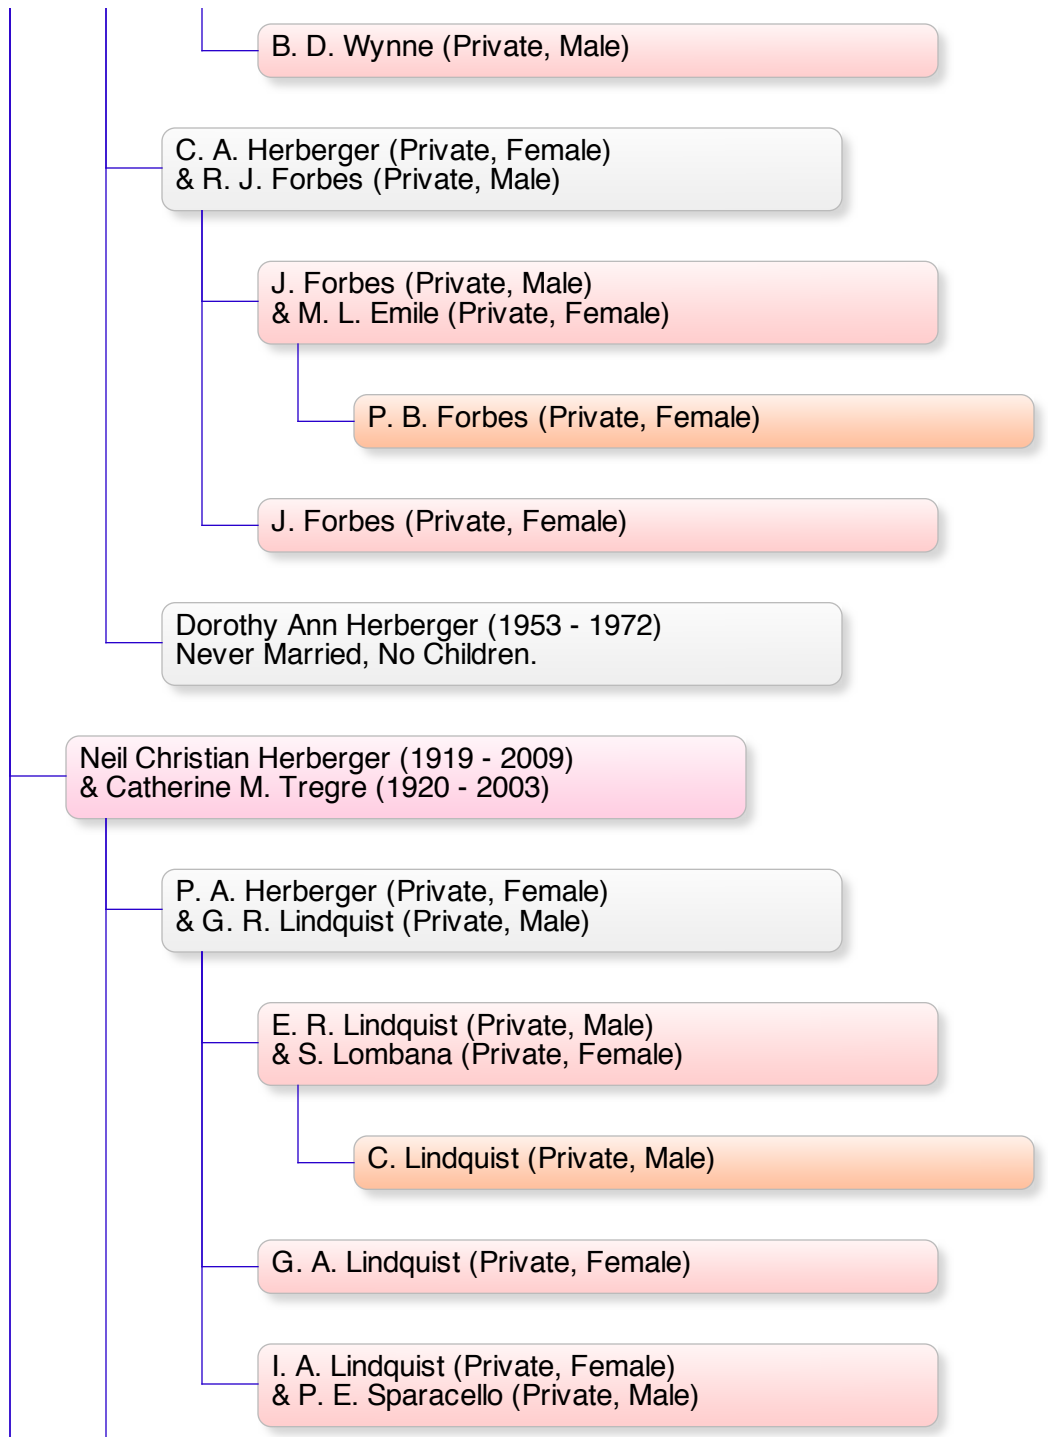 B. D. Wynne (Private, Male)
C. A. Herberger (Private, Female)
& R. J. Forbes (Private, Male)
J. Forbes (Private, Male)
& M. L. Emile (Private, Female)
P. B. Forbes (Private, Female)
J. Forbes (Private, Female)
Dorothy Ann Herberger (1953 - 1972)
Never Married, No Children.
Neil Christian Herberger (1919 - 2009)
& Catherine M. Tregre (1920 - 2003)
P. A. Herberger (Private, Female)
& G. R. Lindquist (Private, Male)
E. R. Lindquist (Private, Male)
& S. Lombana (Private, Female)
C. Lindquist (Private, Male)
G. A. Lindquist (Private, Female)
I. A. Lindquist (Private, Female)
& P. E. Sparacello (Private, Male)